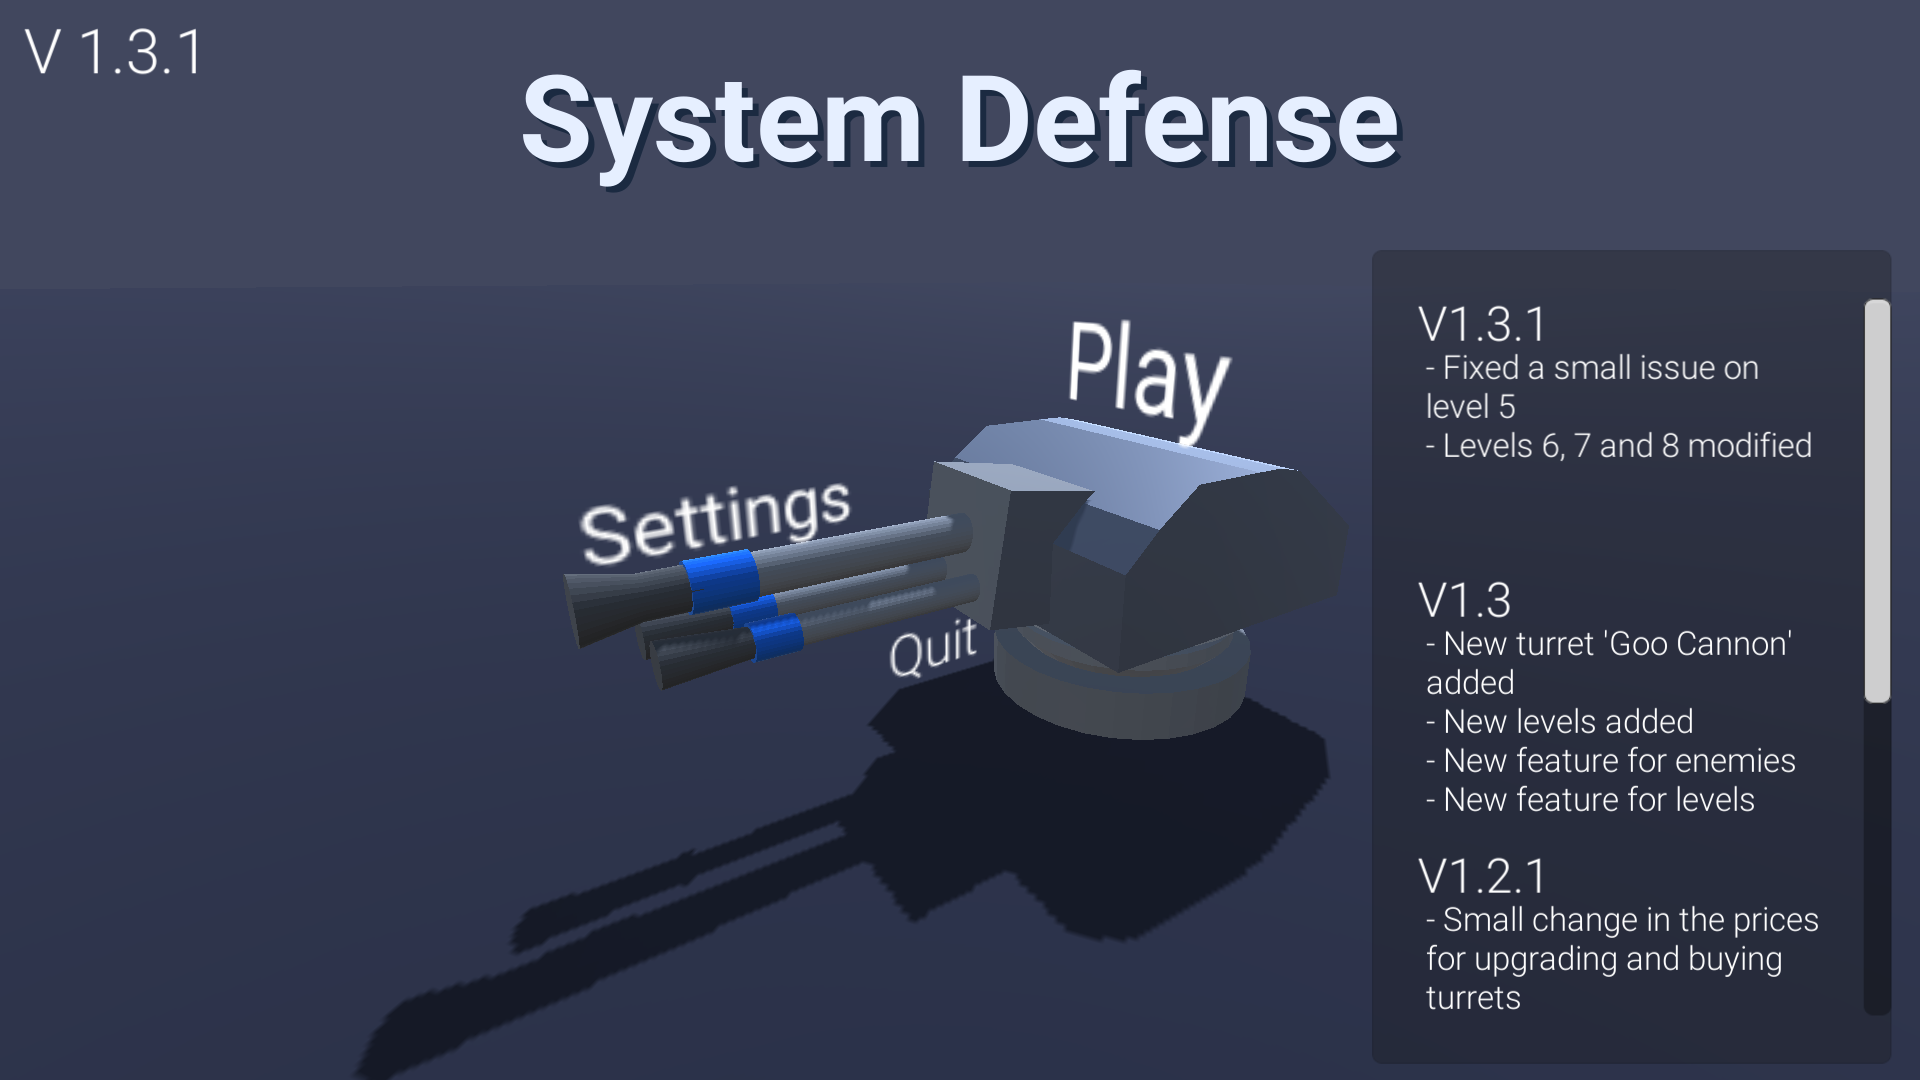 V 1.3.1
System Defense
Play
Settings
Quit
V1.3.1
- Fixed a small issue on
level 5
- Levels 6, 7 and 8 modified
V1.3
- New turret 'Goo Cannon'
added
- New levels added
- New feature for enemies
- New feature for levels
V1.2.1
- Small change in the prices
for upgrading and buying
turrets